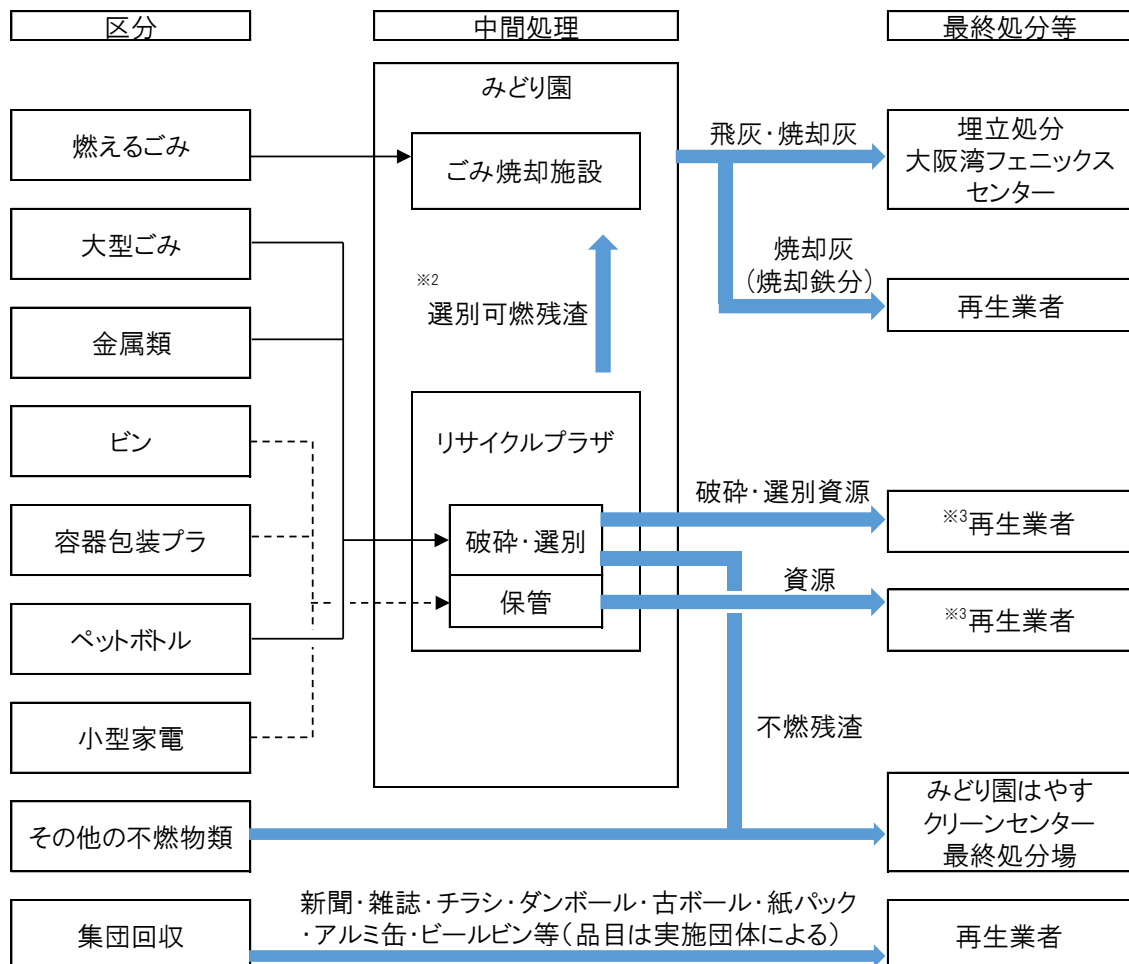 区分
中間処理
最終処分等
みどり園
燃えるごみ
ごみ焼却施設
飛灰・焼却灰
埋立処分
大阪湾フェニックス
センター
大型ごみ
※2
選別可燃残渣
焼却灰
(焼却鉄分)
再生業者
金属類
ビン
リサイクルプラザ
容器包装プラ
破砕・選別
破砕・選別資源
※3再生業者
保管
資源
※3再生業者
ペットボトル
小型家電
不燃残渣
その他の不燃物類
みどり園はやす
クリーンセンター
最終処分場
集団回収
新聞・雑誌・チラシ・ダンボール・古ボール・紙パック
・アルミ缶・ビールビン等(品目は実施団体による)
再生業者